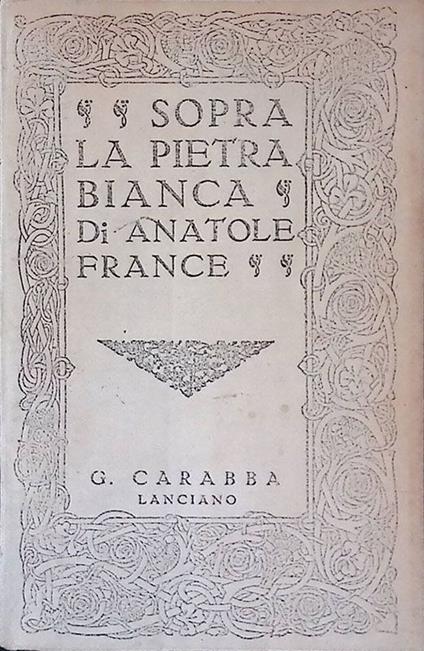 SOPRA
LA PIETRA
BIANCA
Di ANATOLE
FRANCE
G. CARABBA
LANCIANO